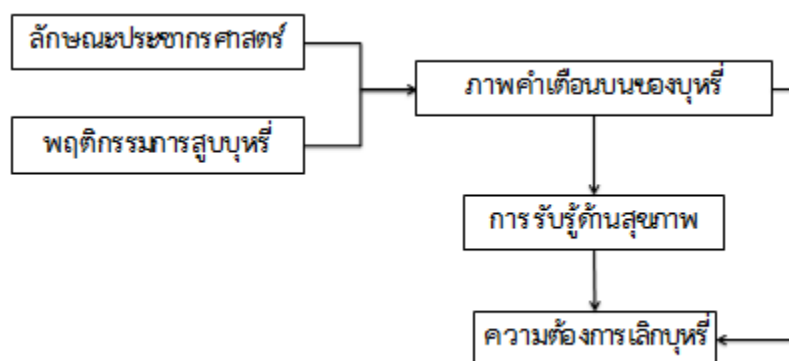 ลักษณะประชากรศาสตร์
ภาพคำเตือนบนซองบุหรี่
พฤติกรรมการสูบบุหรี่
การรับรู้ด้านสุขภาพ
ความต้องการเลิกบุหรี่